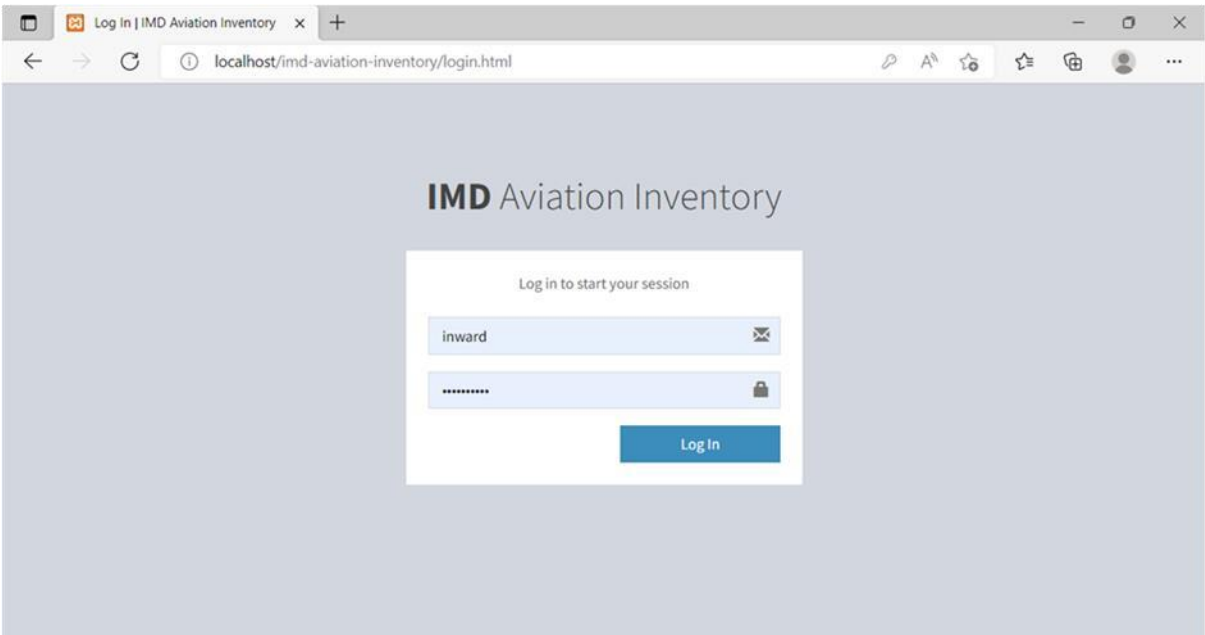 Log In | IMD Aviation Inventory
localhost/imd-aviation-inventory/login.html
IMD Aviation Inventory
Log in to start your session
inward
••••••••••
Log In